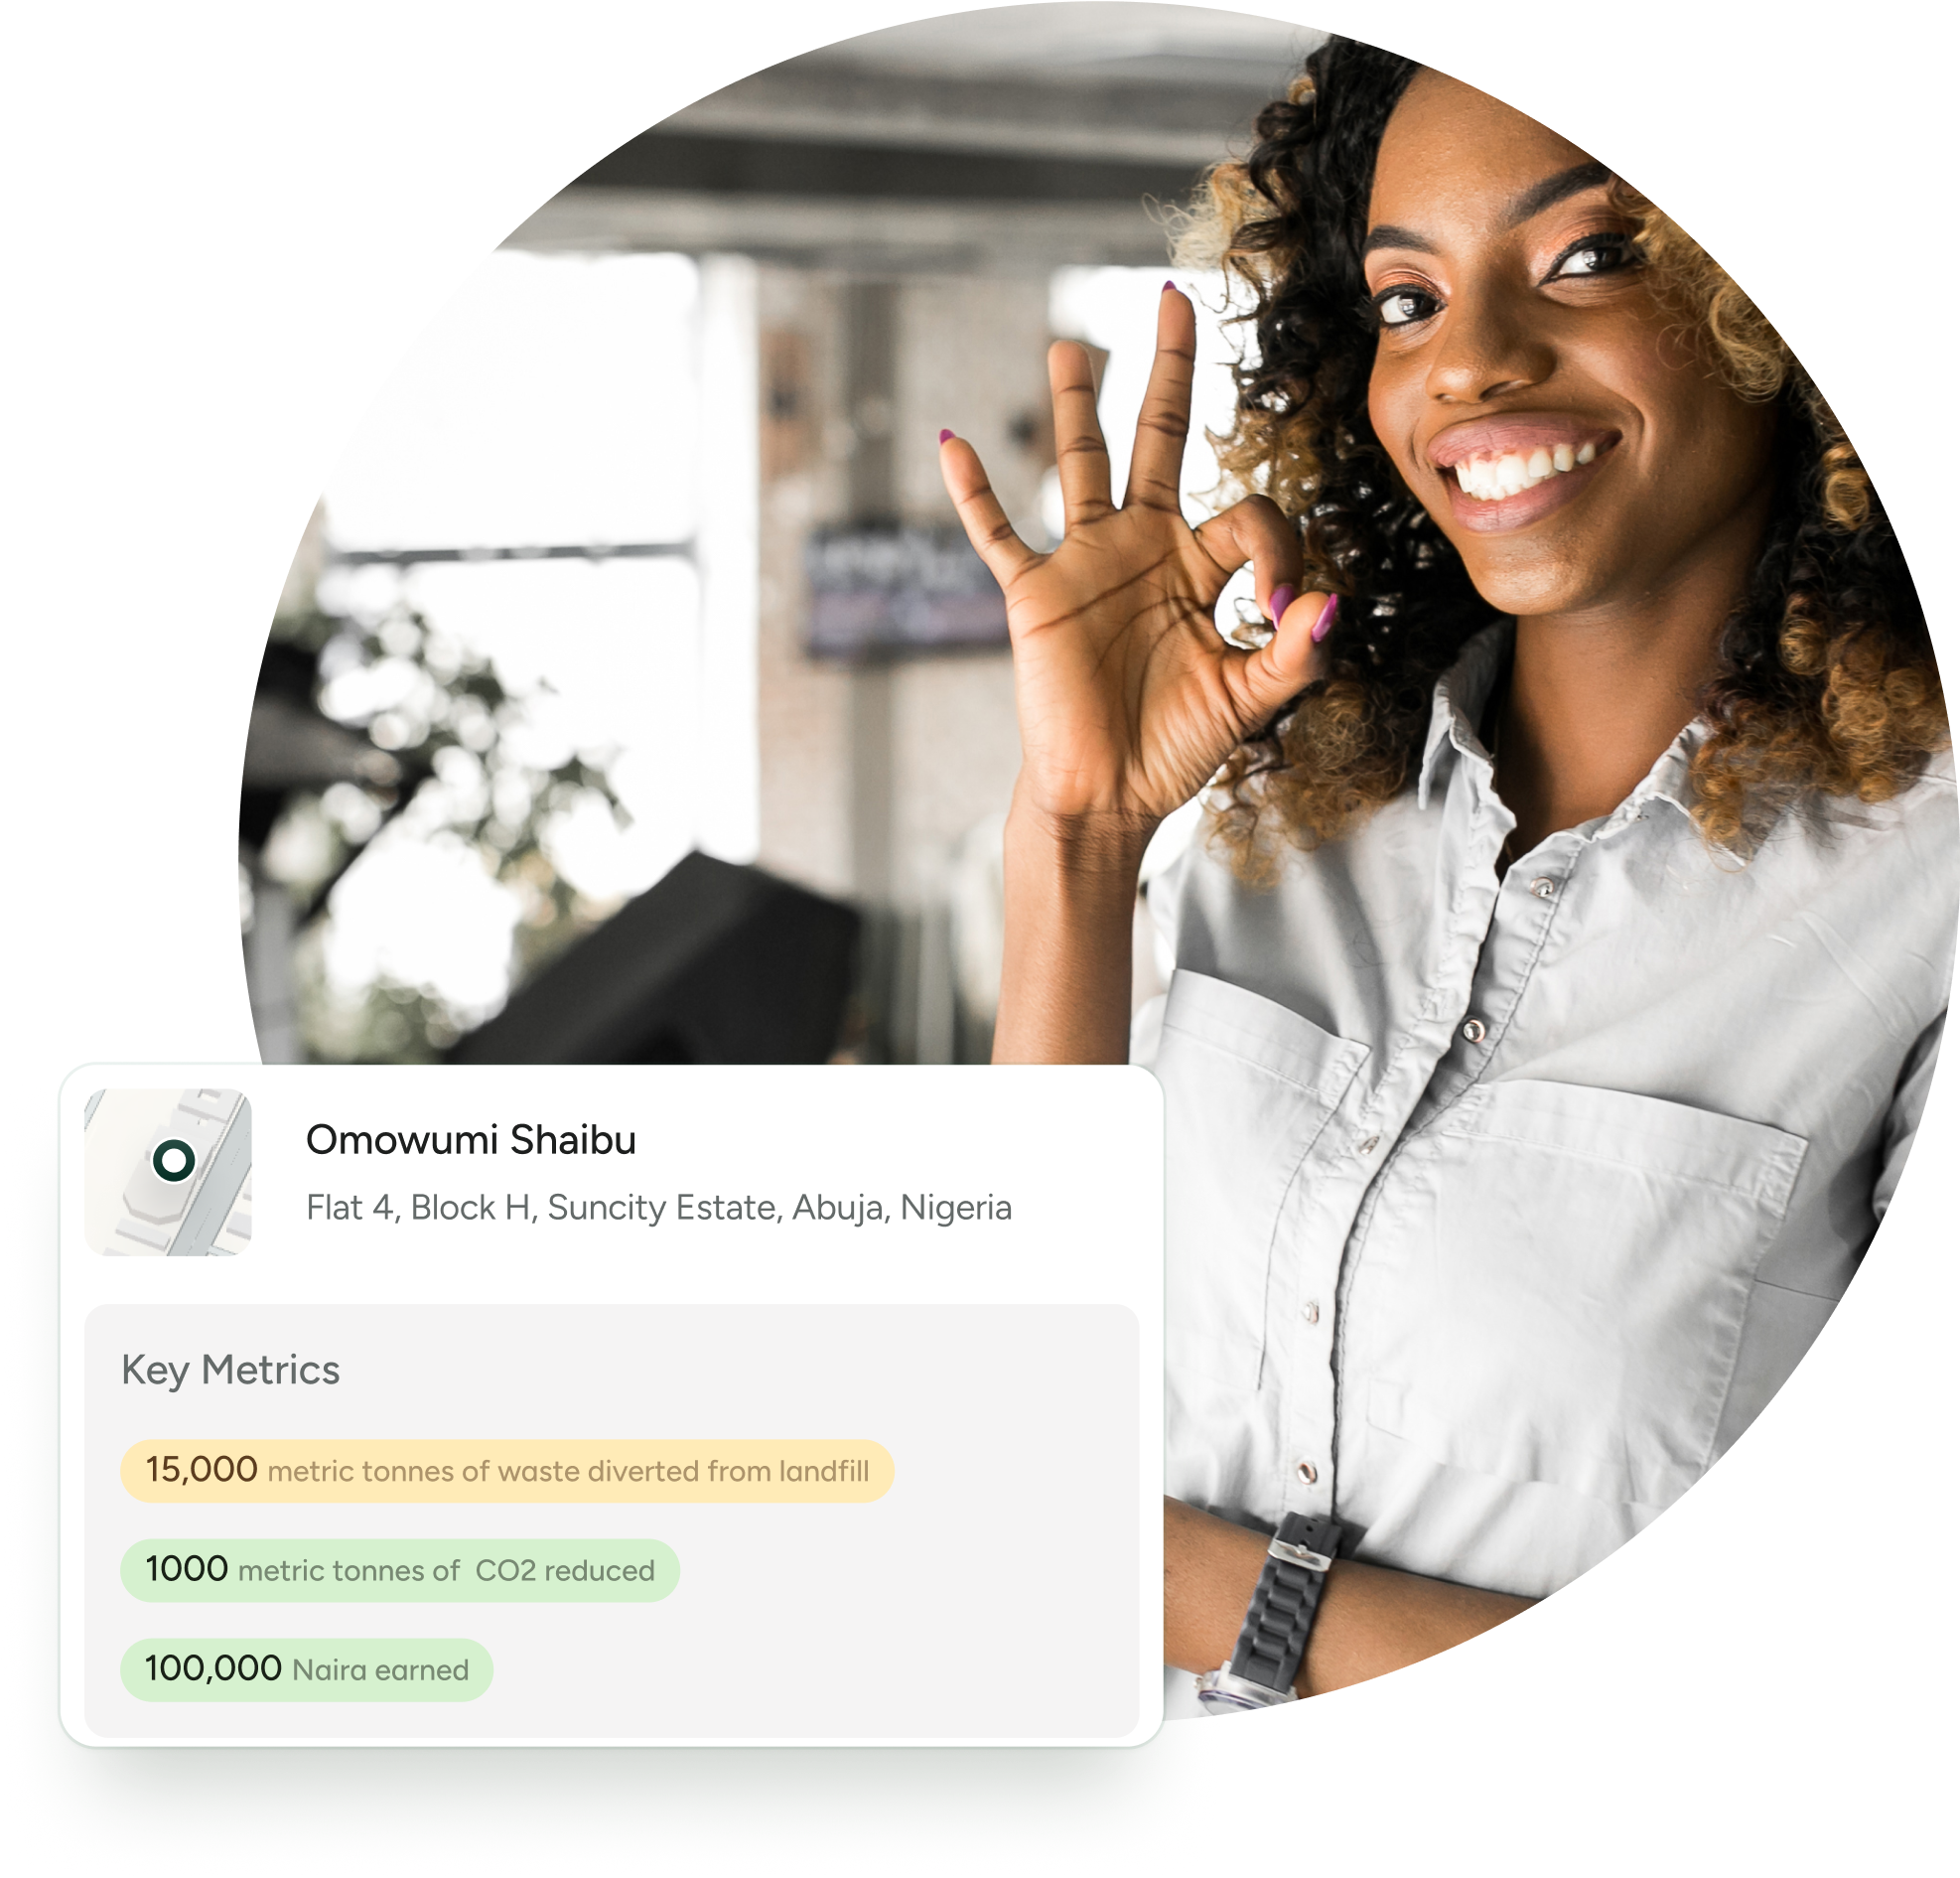 Omowumi Shaibu
Flat 4, Block H, Suncity Estate, Abuja, Nigeria
Key Metrics
15,000 metric tonnes of waste diverted from landfill
1000 metric tonnes of CO2 reduced
100,000 Naira earned